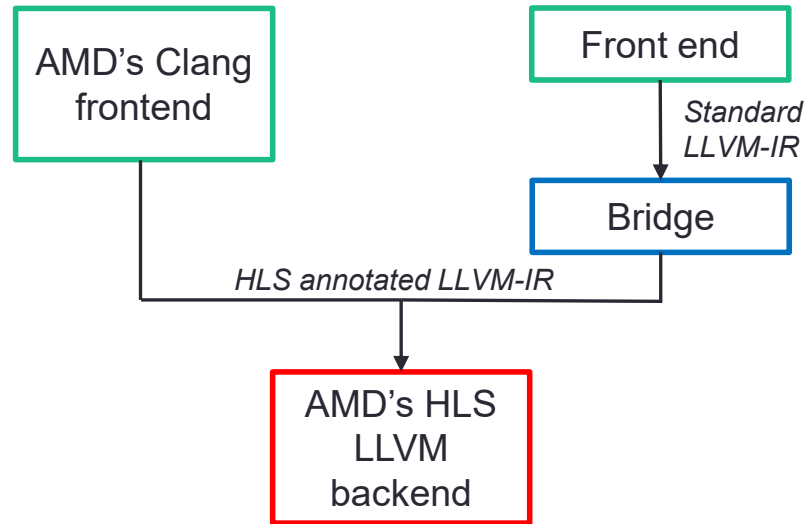 AMD’s Clang
frontend
Front end
Standard
LLVM-IR
Bridge
HLS annotated LLVM-IR
AMD’s HLS
LLVM
backend